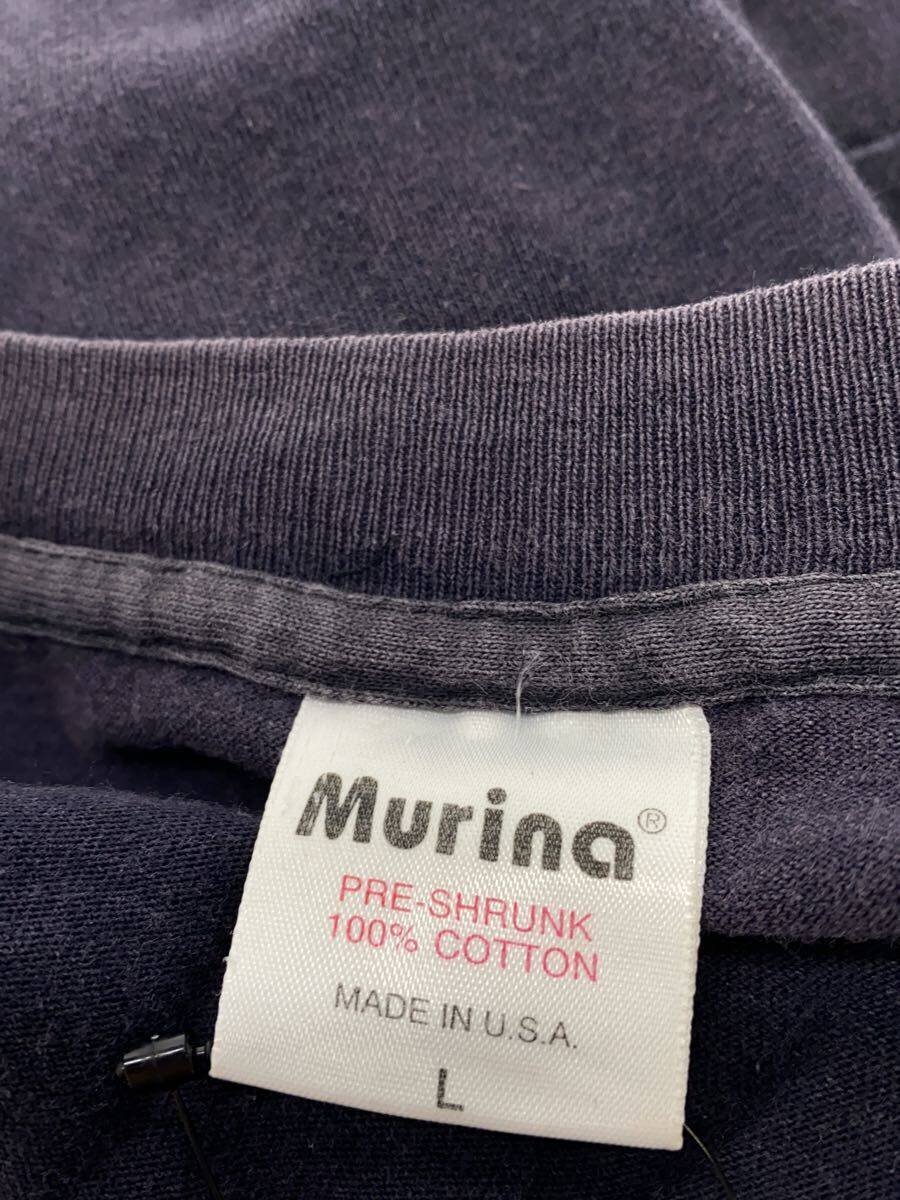 Murina®
PRE-SHRUNK
100% COTTON
MADE IN U.S.A.
L